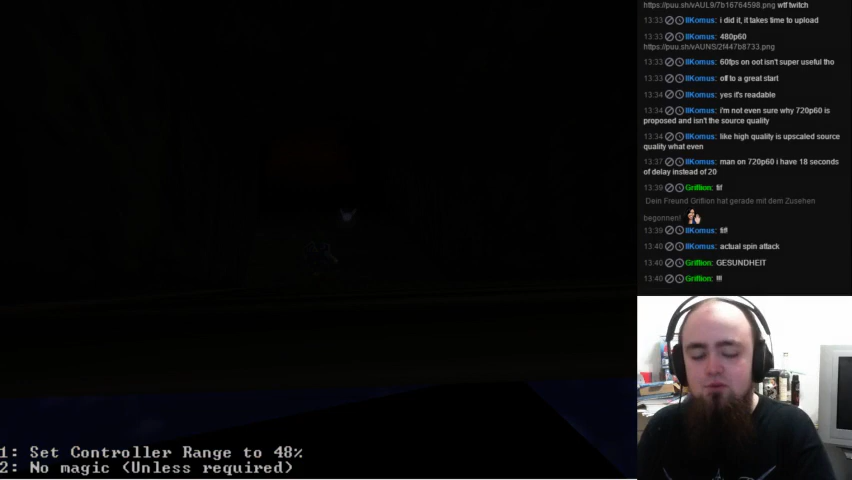 https://puu.sh/vAUL9/7b16764598.png wtf twitch
13:33 IIKomus: i did it, it takes time to upload
13:33 IIKomus: 480p60
https://puu.sh/vAUNS/2f447b8733.png
13:33 IIKomus: 60fps on oot isn't super useful tho
13:33 IIKomus: off to a great start
13:34 IIKomus: yes it's readable
13:34 IIKomus: i'm not even sure why 720p60 is
proposed and isn't the source quality
13:34 IIKomus: like high quality is upscaled source
quality what even
13:37 IIKomus: man on 720p60 i have 18 seconds
of delay instead of 20
13:39 Griflion: fif
Dein Freund Griflion hat gerade mit dem Zusehen
begonnen!
13:39 IIKomus: fif!
13:40 IIKomus: actual spin attack
13:40 Griflion: GESUNDHEIT
13:40 Griflion: !!!
1: Set Controller Range to 48%
2: No magic (Unless required)